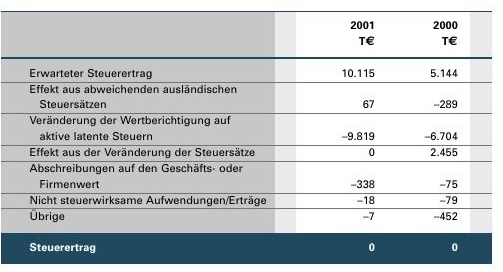 2001 2000
T€ T€
Erwarteter Steuerertrag 10.115 5.144
Effekt aus abweichenden ausländischen
Steuersätzen 67 –289
Veränderung der Wertberichtigung auf
aktive latente Steuern –9.819 –6.704
Effekt aus der Veränderung der Steuersätze 0 2.455
Abschreibungen auf den Geschäfts- oder
Firmenwert –338 –75
Nicht steuerwirksame Aufwendungen/Erträge –18 –79
Übrige –7 –452
Steuerertrag 0 0